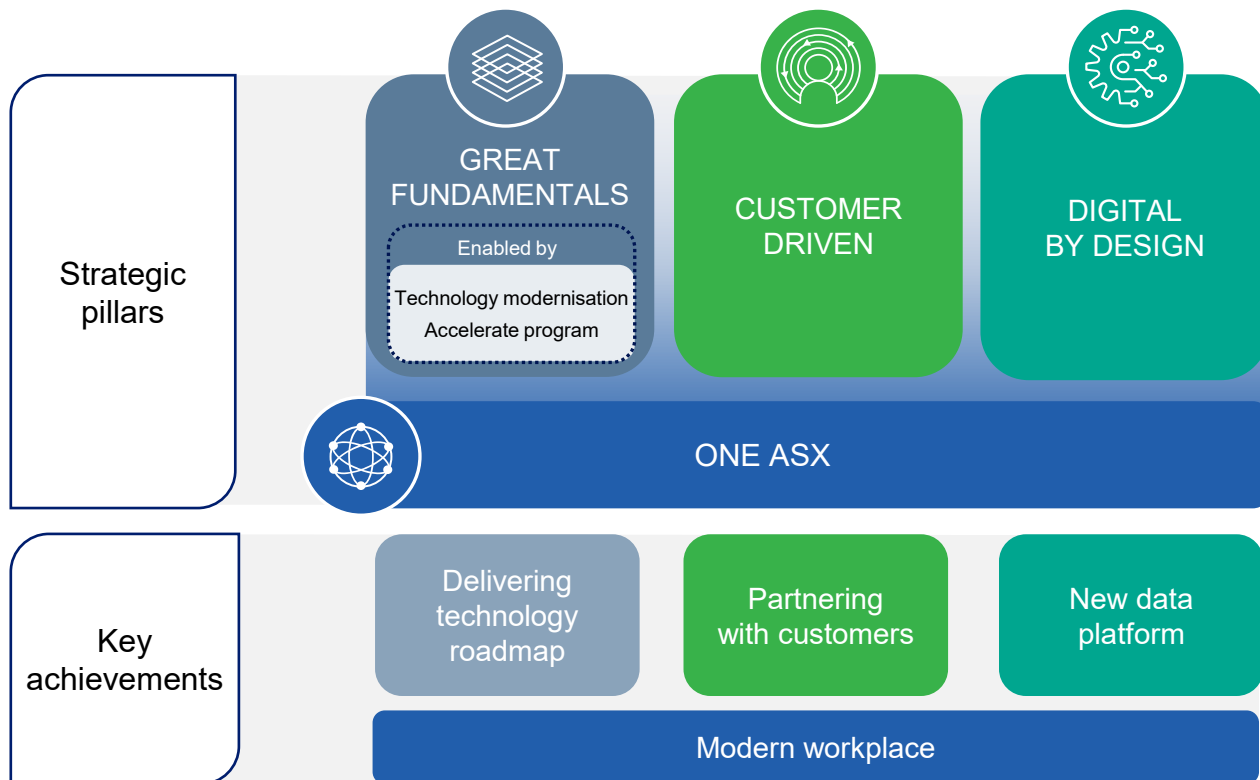 Strategic
pillars
GREAT
FUNDAMENTALS
Enabled by
Technology modernisation
Accelerate program
CUSTOMER
DRIVEN
DIGITAL
BY DESIGN
ONE ASX
Key
achievements
Delivering
technology
roadmap
Partnering
with customers
New data
platform
Modern workplace